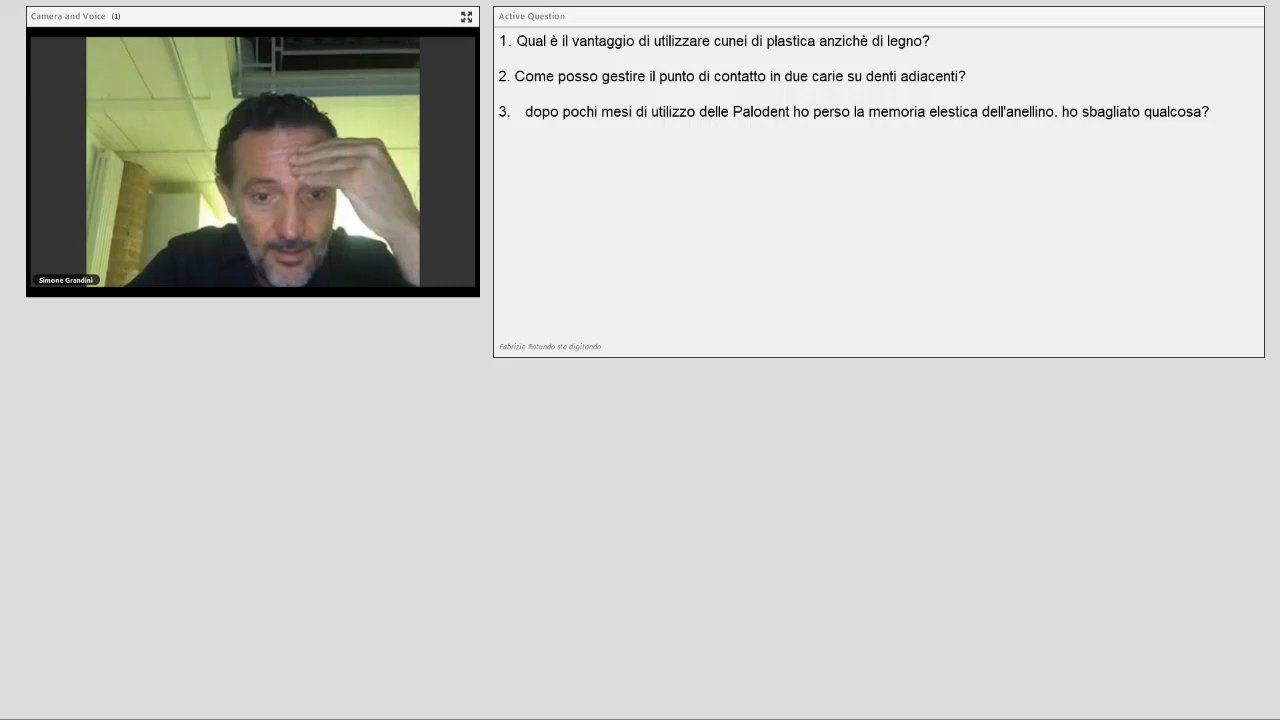 Camera and Voice (1)
Simone Grandini
Active Question
1. Qual è il vantaggio di utilizzare cunei di plastica anzichè di legno?
2. Come posso gestire il punto di contatto in due carie su denti adiacenti?
3. dopo pochi mesi di utilizzo delle Palodent ho perso la memoria elestica dell'anellino. ho sbagliato qualcosa?
Fabrizio Rotundo sta digitando